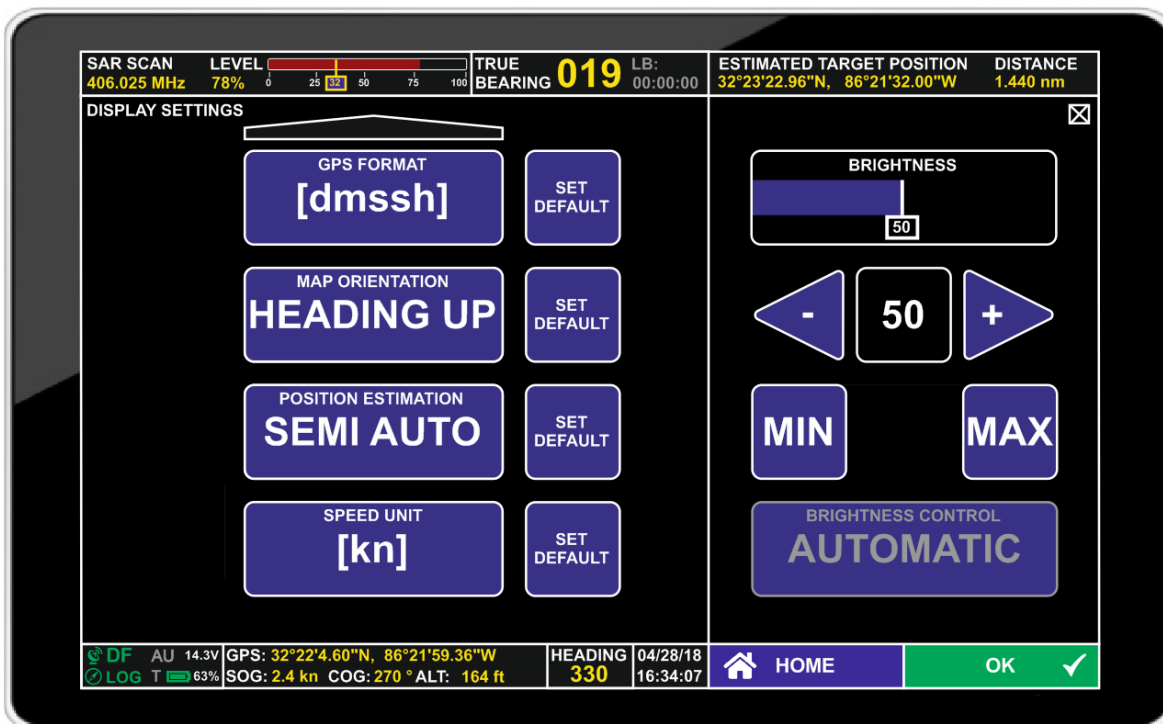 SAR SCAN LEVEL
406.025 MHz 78% 0 25 32 50 75 100
TRUE
BEARING 019
LB:
00:00:00
ESTIMATED TARGET POSITION DISTANCE
32°23'22.96"N, 86°21'32.00"W 1.440 nm
DISPLAY SETTINGS
GPS FORMAT
[dmssh]
SET
DEFAULT
MAP ORIENTATION
HEADING UP
SET
DEFAULT
POSITION ESTIMATION
SEMI AUTO
SET
DEFAULT
SPEED UNIT
[kn]
SET
DEFAULT
BRIGHTNESS
50
- 50 +
MIN MAX
BRIGHTNESS CONTROL
AUTOMATIC
DF AU 14.3V
LOG T 63%
GPS: 32°22'4.60"N, 86°21'59.36"W
SOG: 2.4 kn COG: 270 ° ALT: 164 ft
HEADING
330
04/28/18
16:34:07
HOME
OK